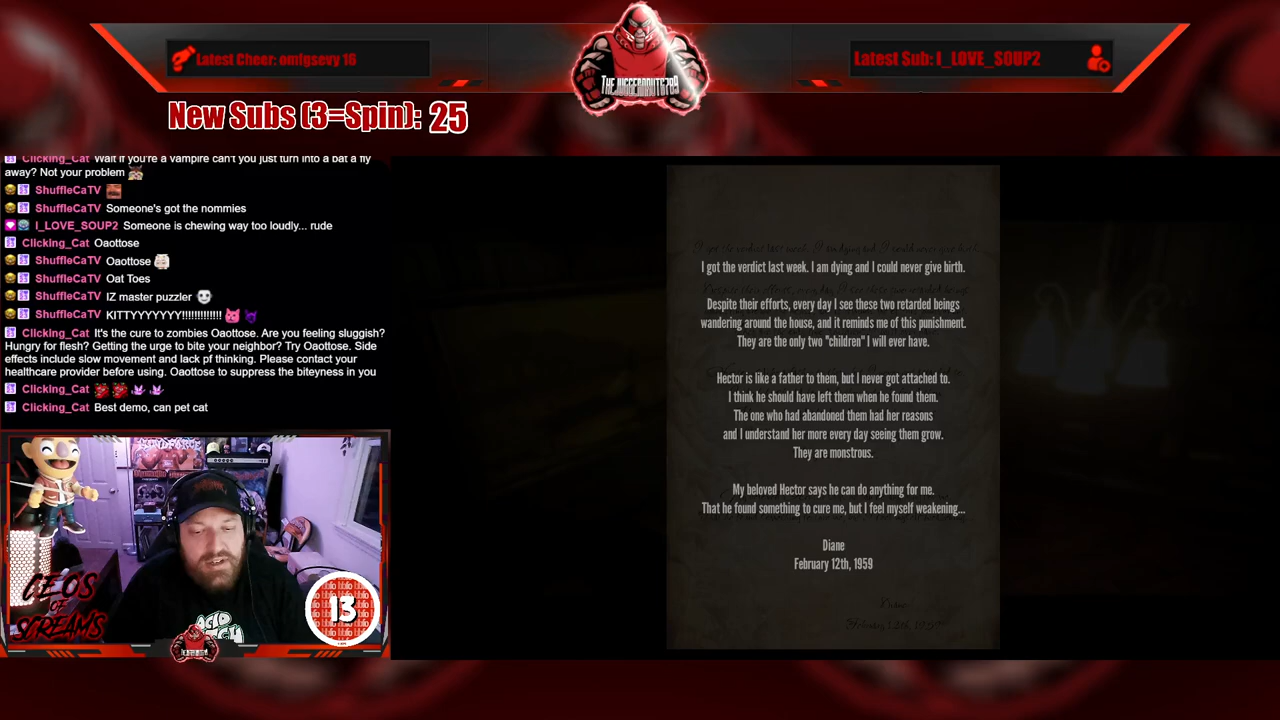 Latest Cheer: omfgsevy 16
THEJUGGERNAUT6789
Latest Sub: I_LOVE_SOUP2
New Subs (3=Spin): 25
Clicking_Cat Wait if you're a vampire can't you just turn into a bat a fly
away? Not your problem
ShuffleCaTV
ShuffleCaTV Someone's got the nommies
I_LOVE_SOUP2 Someone is chewing way too loudly... rude
Clicking_Cat Oaottose
ShuffleCaTV Oaottose
ShuffleCaTV Oat Toes
ShuffleCaTV IZ master puzzler
ShuffleCaTV KITTYYYYYYY!!!!!!!!!!!!!
Clicking_Cat It's the cure to zombies Oaottose. Are you feeling sluggish?
Hungry for flesh? Getting the urge to bite your neighbor? Try Oaottose. Side
effects include slow movement and lack pf thinking. Please contact your
healthcare provider before using. Oaottose to suppress the biteyness in you
Clicking_Cat
Clicking_Cat Best demo, can pet cat
I got the verdict last week. I am dying and I could never give birth.
Despite their efforts, every day I see these two retarded beings
wandering around the house, and it reminds me of this punishment.
They are the only two "children" I will ever have.
Hector is like a father to them, but I never got attached to.
I think he should have left them when he found them.
The one who had abandoned them had her reasons
and I understand her more every day seeing them grow.
They are monstrous.
My beloved Hector says he can do anything for me.
That he found something to cure me, but I feel myself weakening...
Diane
February 12th, 1959
CEOS
OF
SCREAMS
ACID
13